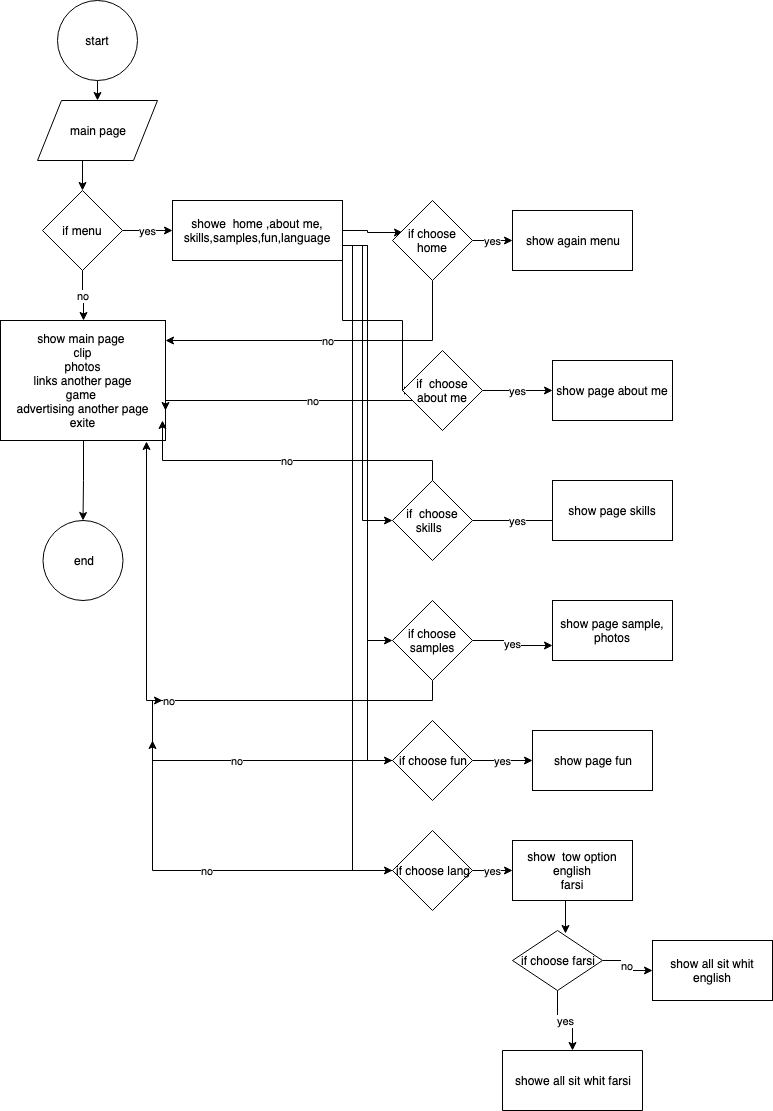 start
main page
if menu
yes
showe  home ,about me,
skills,samples,fun,language
if choose
home
yes
show again menu
no
show main page
clip
photos
links another page
game
advertising another page
exite
no
if  choose
about me
yes
show page about me
no
no
if  choose
skills
yes
show page skills
end
if choose
samples
yes
show page sample,
photos
no
if choose fun
yes
show page fun
no
if choose lang
yes
show  tow option
english
farsi
no
if choose farsi
no
show all sit whit
english
yes
showe all sit whit farsi